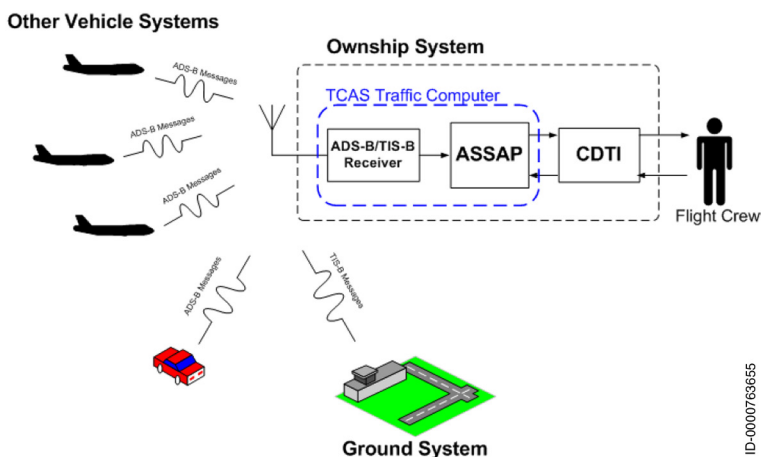 Other Vehicle Systems
ADS-B Messages
Ownship System
TCAS Traffic Computer
ADS-B Messages
ADS-B/TIS-B
Receiver
ASSAP
CDTI
ADS-B Messages
Flight Crew
ADS-B Messages
TIS-B Messages
Ground System
ID-0000763655